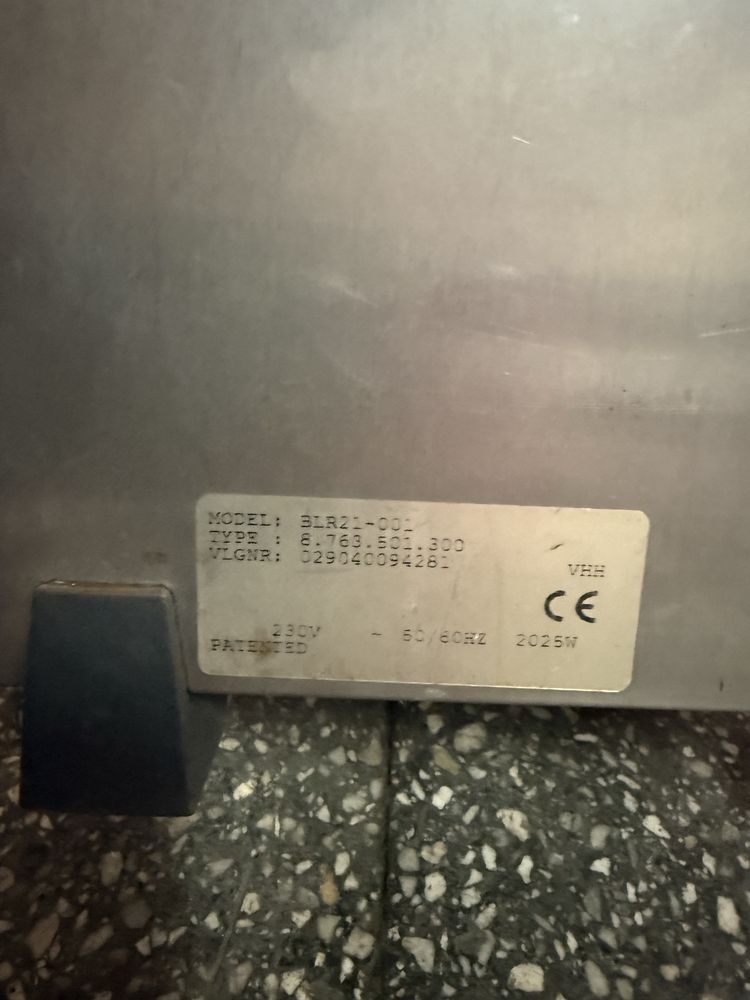 MODEL: BLR21-001
TYPE : 8.763.501.300
VLGNR: 029040094281
VHH
CE
230V ~ 50/60HZ 2025W
PATENTED